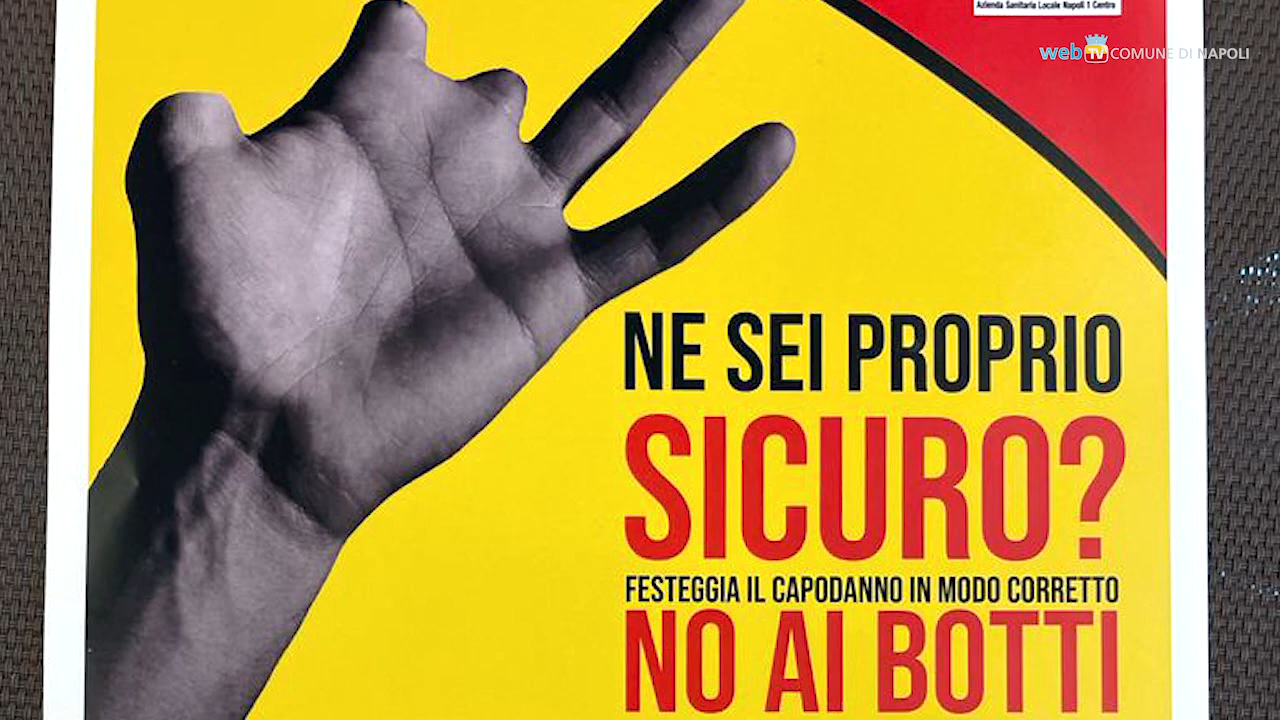 Azienda Sanitaria Locale Napoli 1 Centro
web TV COMUNE DI NAPOLI
NE SEI PROPRIO
SICURO?
FESTEGGIA IL CAPODANNO IN MODO CORRETTO
NO AI BOTTI